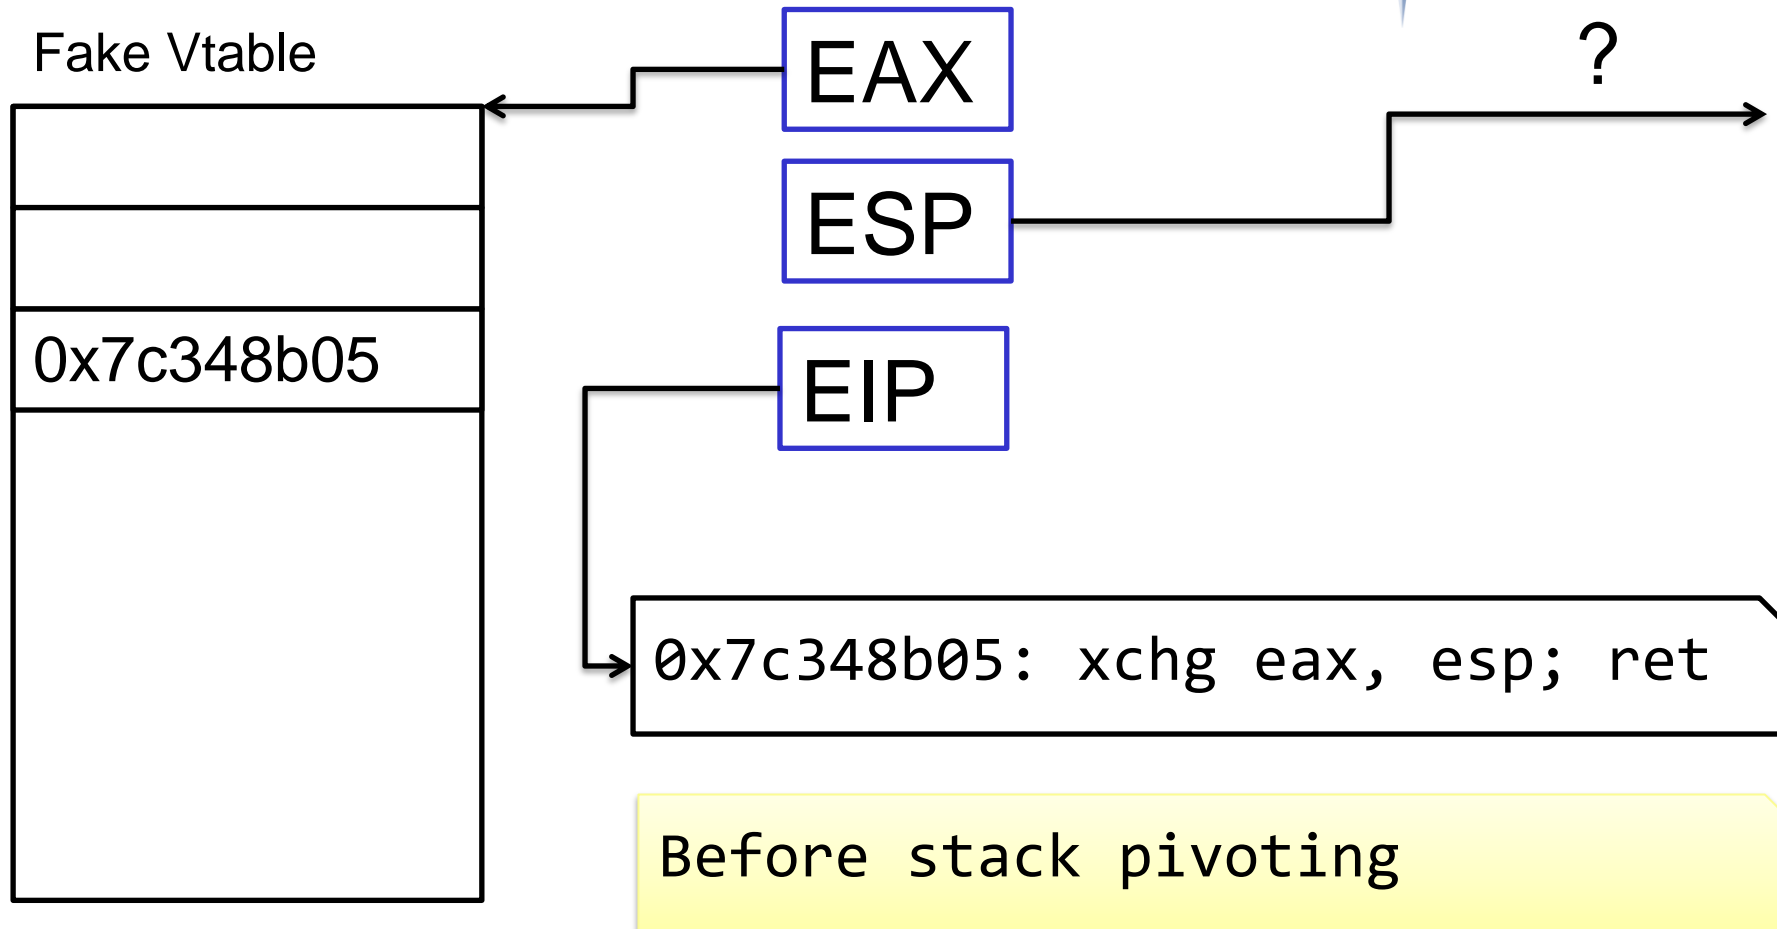 Fake Vtable
EAX
?
ESP
0x7c348b05
EIP
0x7c348b05: xchg eax, esp; ret
Before stack pivoting